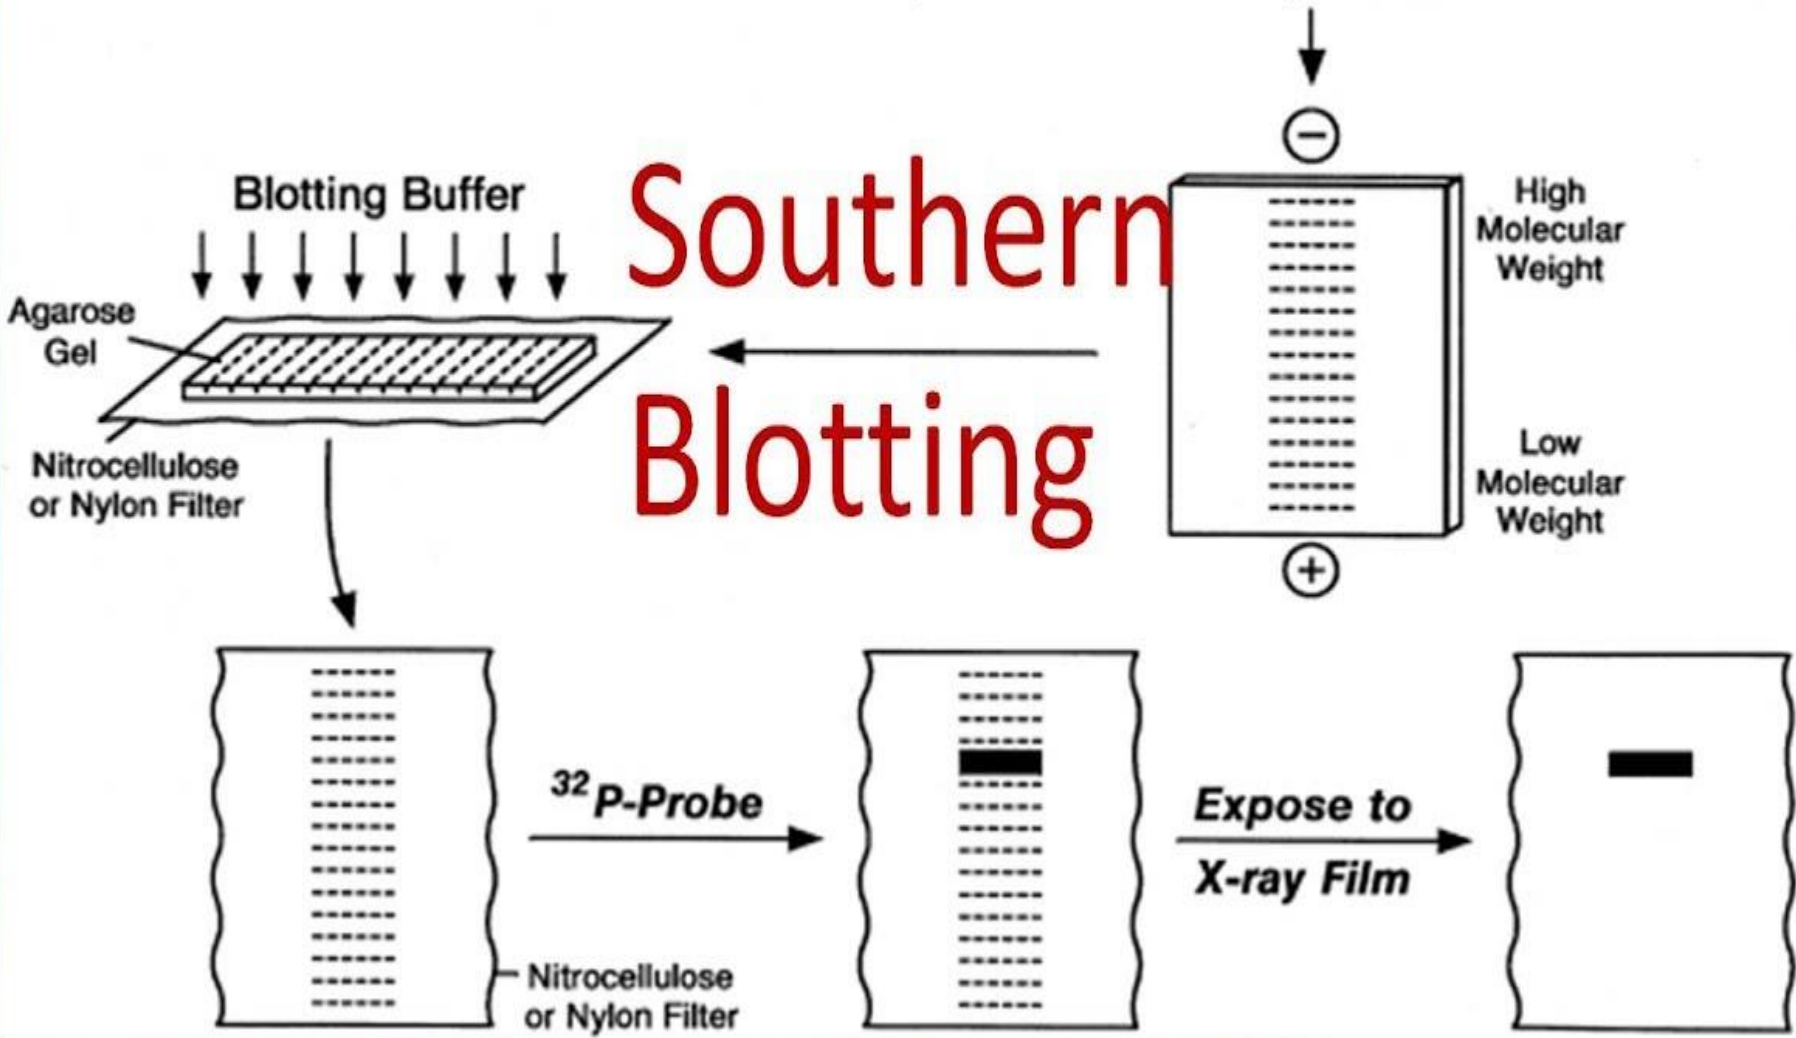 Southern
Blotting
−
High
Molecular
Weight
Low
Molecular
Weight
+
Blotting Buffer
Agarose
Gel
Nitrocellulose
or Nylon Filter
32P-Probe
Nitrocellulose
or Nylon Filter
Expose to
X-ray Film